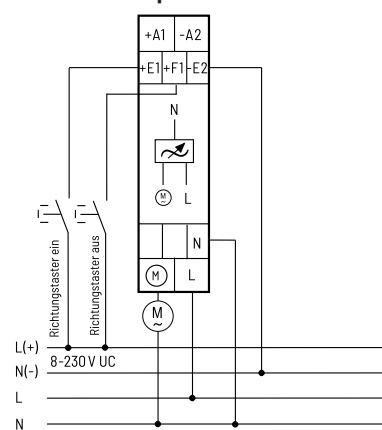 +A1 -A2
+E1 +F1 -E2
N
M
~
L
N
M L
M
~
Richtungstaster ein
Richtungstaster aus
L(+)
8-230 V UC
N(-)
L
N